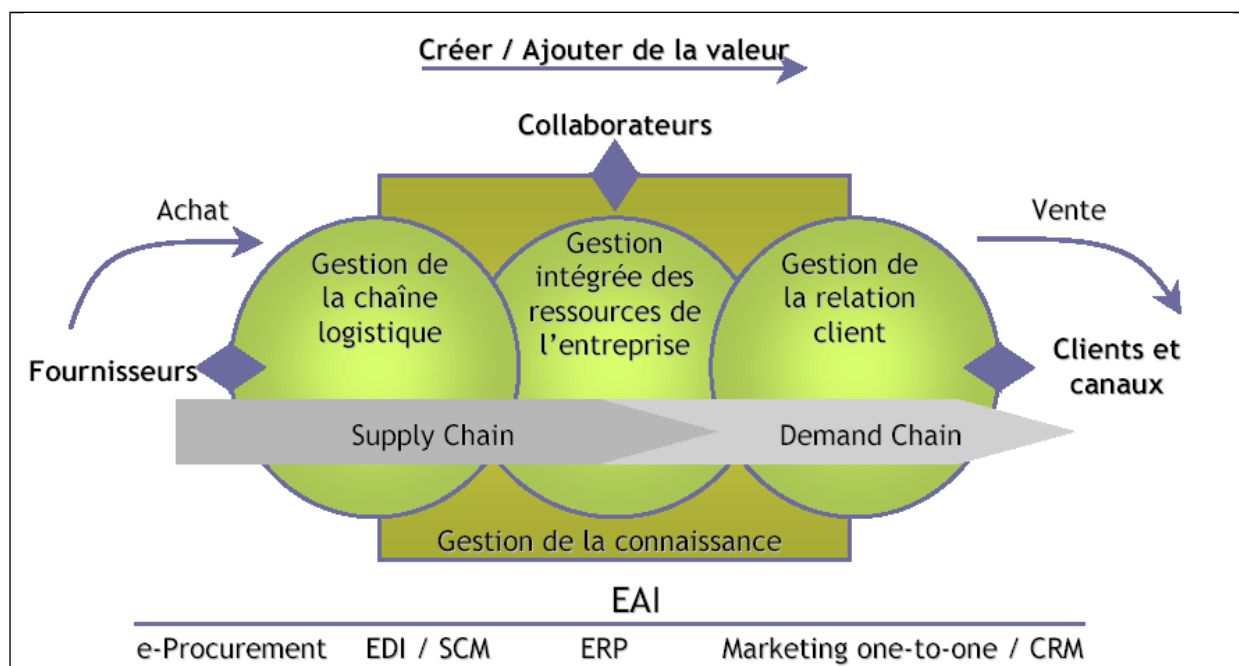 Créer / Ajouter de la valeur
Collaborateurs
Achat
Vente
Gestion de
la chaîne
logistique
Gestion
intégrée des
ressources de
l'entreprise
Gestion de
la relation
client
Fournisseurs
Clients et
canaux
Supply Chain
Demand Chain
Gestion de la connaissance
EAI
e-Procurement EDI / SCM ERP Marketing one-to-one / CRM